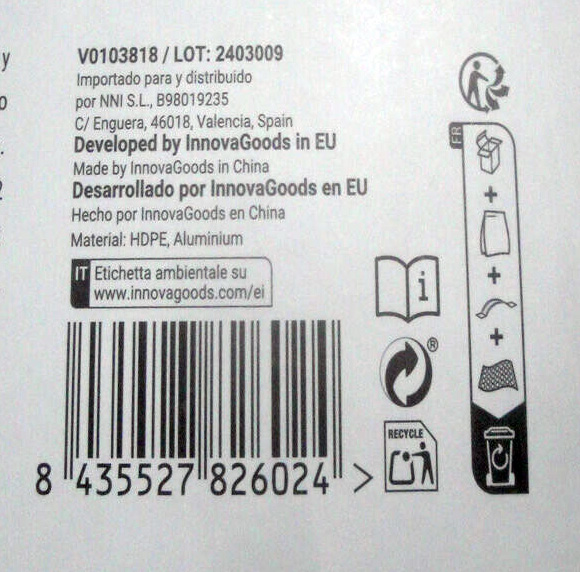 y
V0103818 / LOT: 2403009
Importado para y distribuido
por NNI S.L., B98019235
C/ Enguera, 46018, Valencia, Spain
Developed by InnovaGoods in EU
Made by InnovaGoods in China
Desarrollado por InnovaGoods en EU
Hecho por InnovaGoods en China
Material: HDPE, Aluminium
IT Etichetta ambientale su
www.innovagoods.com/ei
8 435527 826024 >
FR
+
+
+
i
®
RECYCLE